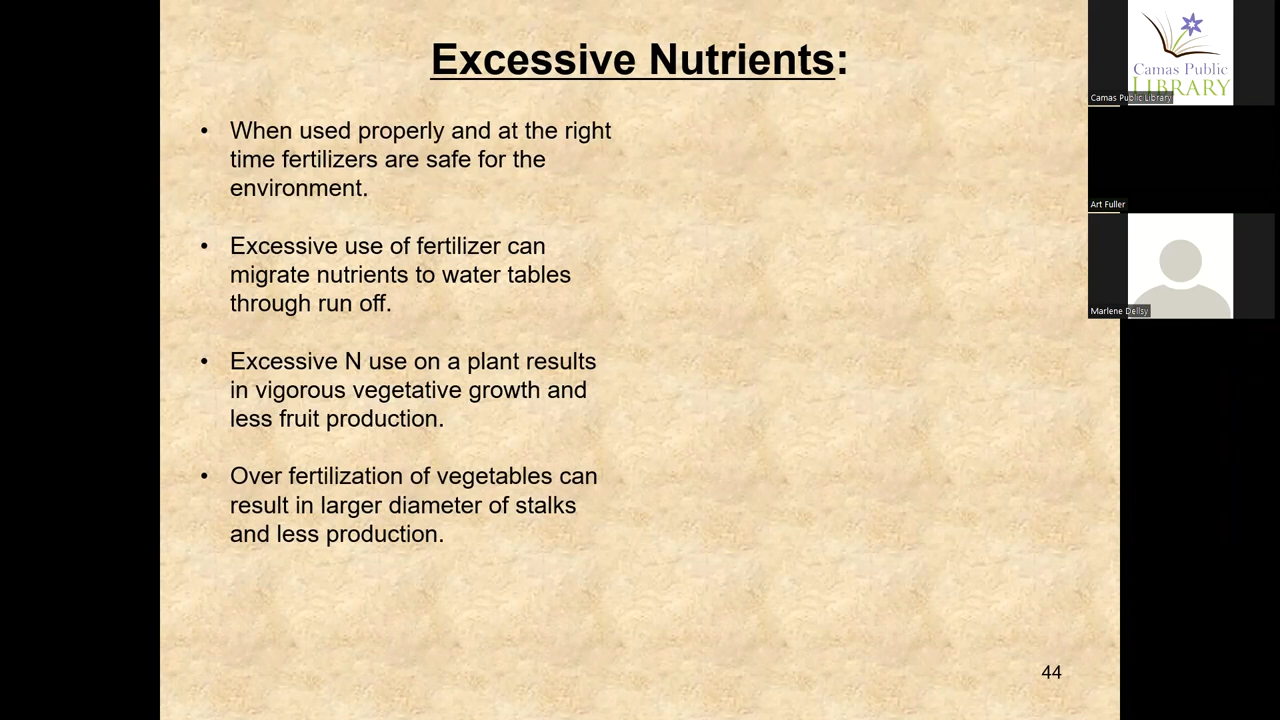 Excessive Nutrients:
• When used properly and at the right
time fertilizers are safe for the
environment.
• Excessive use of fertilizer can
migrate nutrients to water tables
through run off.
• Excessive N use on a plant results
in vigorous vegetative growth and
less fruit production.
• Over fertilization of vegetables can
result in larger diameter of stalks
and less production.
44
Camas Public
LIBRARY
Camas Public Library
Art Fuller
Marlene Dellsy